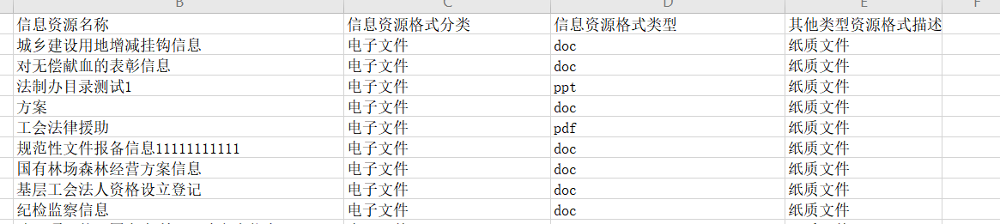 B C D E F
信息资源名称 信息资源格式分类 信息资源格式类型 其他类型资源格式描述
城乡建设用地增减挂钩信息 电子文件 doc 纸质文件
对无偿献血的表彰信息 电子文件 doc 纸质文件
法制办目录测试1 电子文件 ppt 纸质文件
方案 电子文件 doc 纸质文件
工会法律援助 电子文件 pdf 纸质文件
规范性文件报备信息11111111111 电子文件 doc 纸质文件
国有林场森林经营方案信息 电子文件 doc 纸质文件
基层工会法人资格设立登记 电子文件 doc 纸质文件
纪检监察信息 电子文件 doc 纸质文件